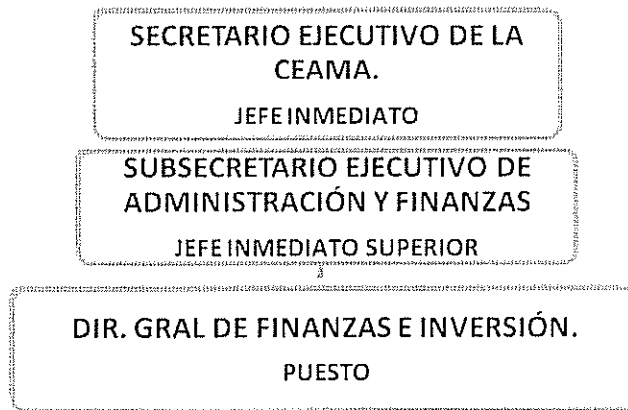 SECRETARIO EJECUTIVO DE LA
CEAMA.
JEFE INMEDIATO
SUBSECRETARIO EJECUTIVO DE
ADMINISTRACIÓN Y FINANZAS
JEFE INMEDIATO SUPERIOR
DIR. GRAL DE FINANZAS E INVERSIÓN.
PUESTO